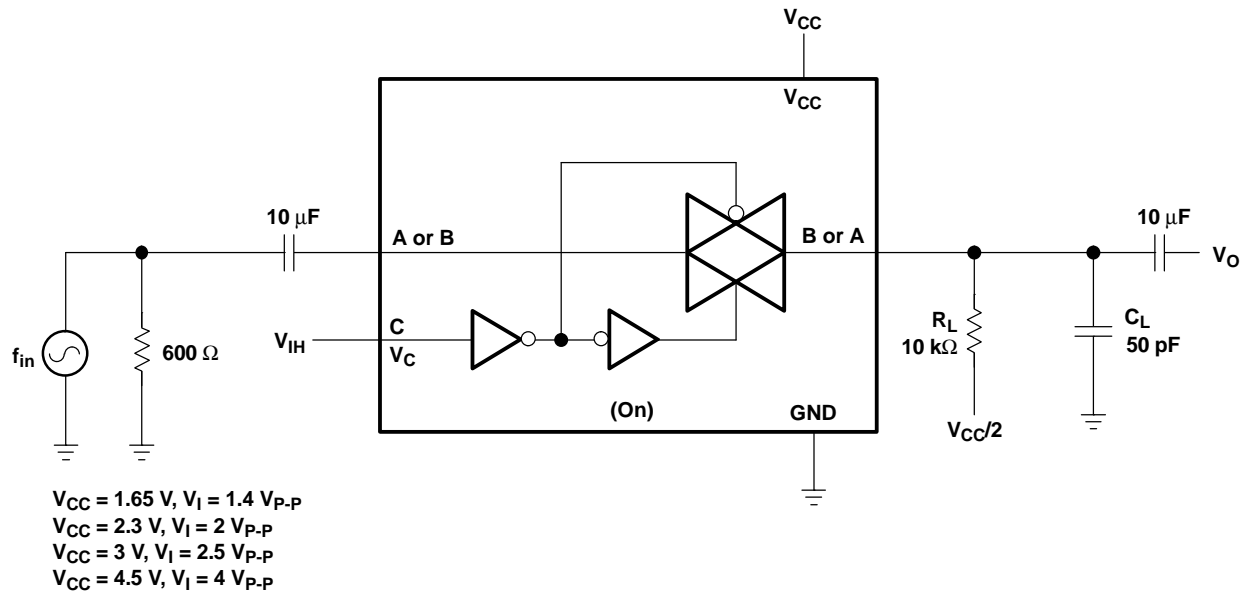 VCC
VCC
10 μF
A or B
B or A
10 μF
VO
fin
600 Ω
VIH
C
VC
RL
10 kΩ
CL
50 pF
(On)
GND
VCC/2
VCC = 1.65 V, VI = 1.4 VP-P
VCC = 2.3 V, VI = 2 VP-P
VCC = 3 V, VI = 2.5 VP-P
VCC = 4.5 V, VI = 4 VP-P